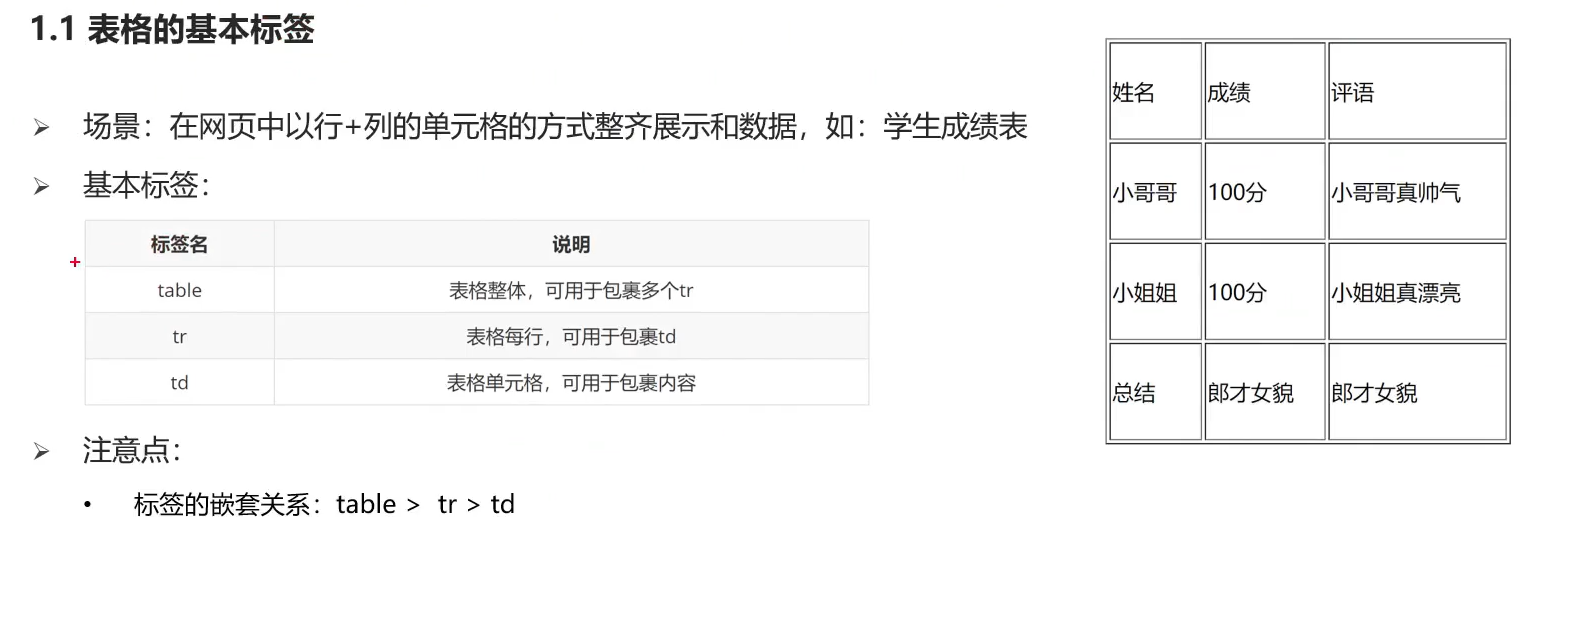 1.1 表格的基本标签
场景：在网页中以行+列的单元格的方式整齐展示和数据，如：学生成绩表
基本标签：
标签名 说明
table 表格整体，可用于包裹多个tr
tr 表格每行，可用于包裹td
td 表格单元格，可用于包裹内容
注意点：
标签的嵌套关系：table > tr > td
姓名 成绩 评语
小哥哥 100分 小哥哥真帅气
小姐姐 100分 小姐姐真漂亮
总结 郎才女貌 郎才女貌